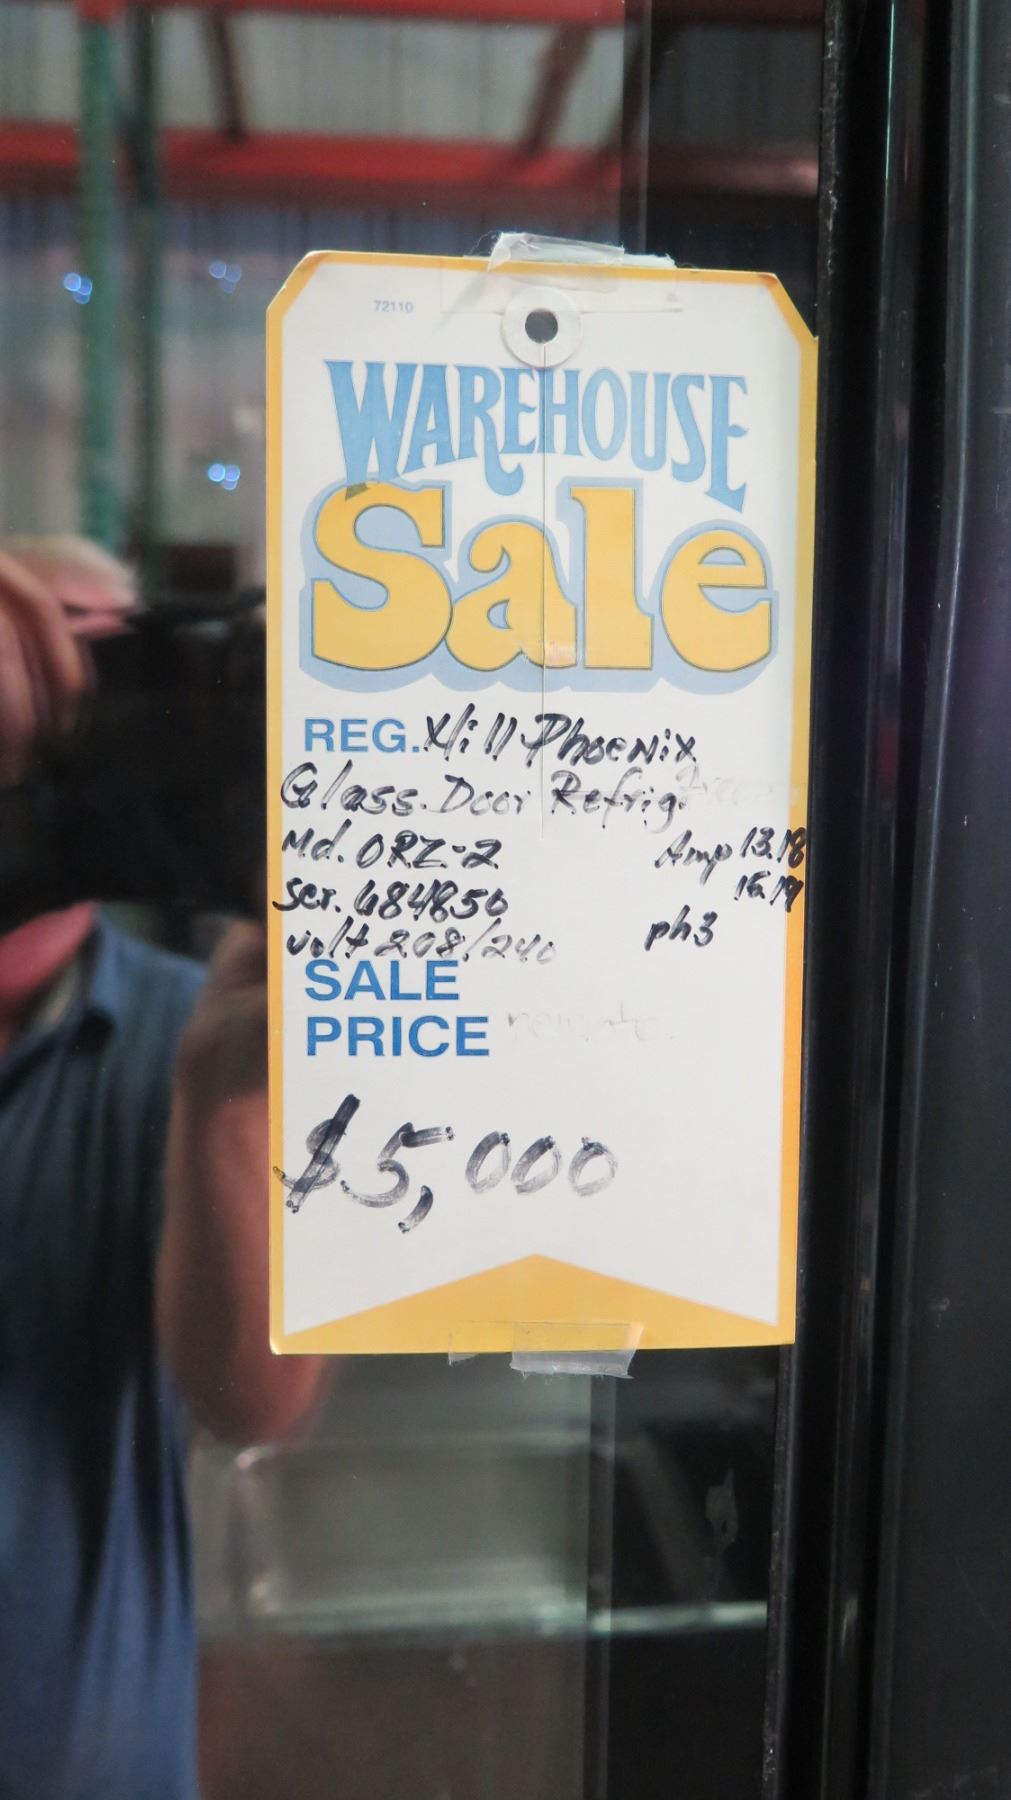 72110
WAREHOUSE
Sale
REG. Hill Phoenix
Glass. Door Refrig.
Md. ORZ-2 Amp 13.18
Ser. 684850 16.19
volt 208/240 ph3
SALE
PRICE
$5,000